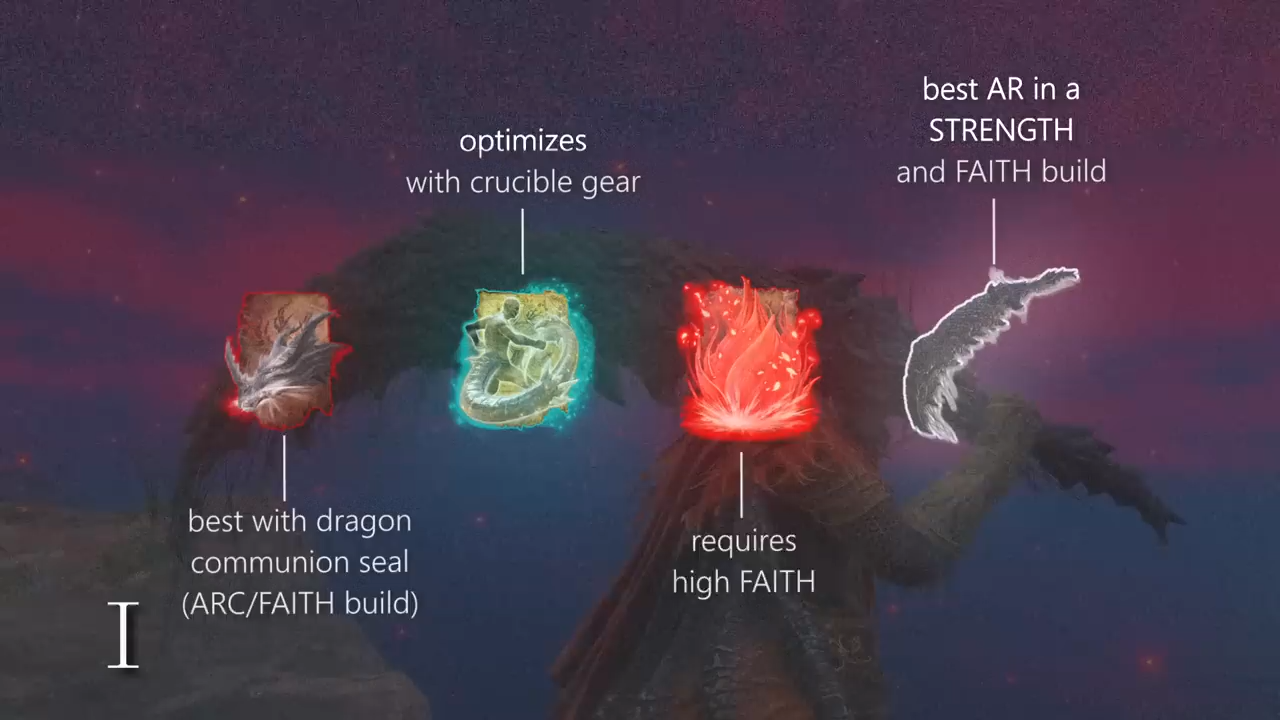 best AR in a
STRENGTH
and FAITH build
optimizes
with crucible gear
best with dragon
communion seal
(ARC/FAITH build)
requires
high FAITH
I